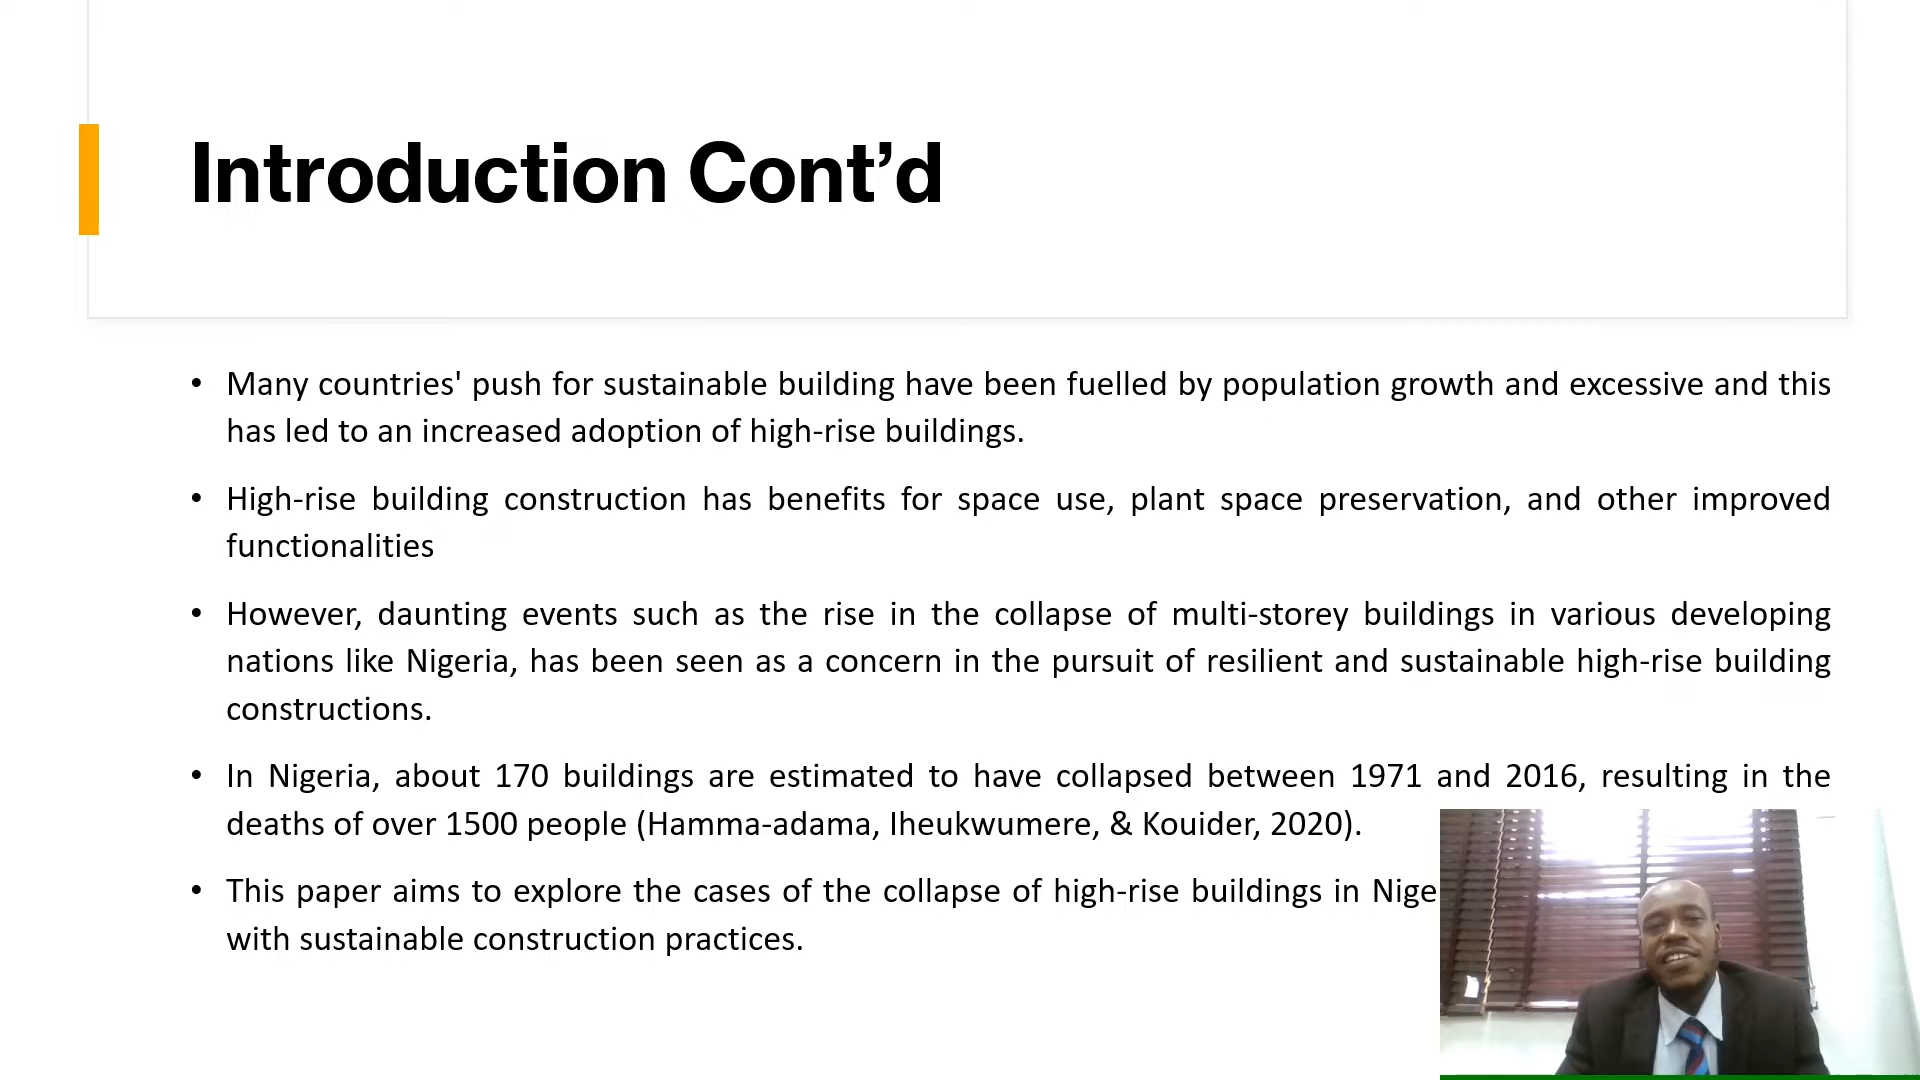 Introduction Cont’d
• Many countries' push for sustainable building have been fuelled by population growth and excessive and this
has led to an increased adoption of high-rise buildings.
• High-rise building construction has benefits for space use, plant space preservation, and other improved
functionalities
• However, daunting events such as the rise in the collapse of multi-storey buildings in various developing
nations like Nigeria, has been seen as a concern in the pursuit of resilient and sustainable high-rise building
constructions.
• In Nigeria, about 170 buildings are estimated to have collapsed between 1971 and 2016, resulting in the
deaths of over 1500 people (Hamma-adama, Iheukwumere, & Kouider, 2020).
• This paper aims to explore the cases of the collapse of high-rise buildings in Nige
with sustainable construction practices.